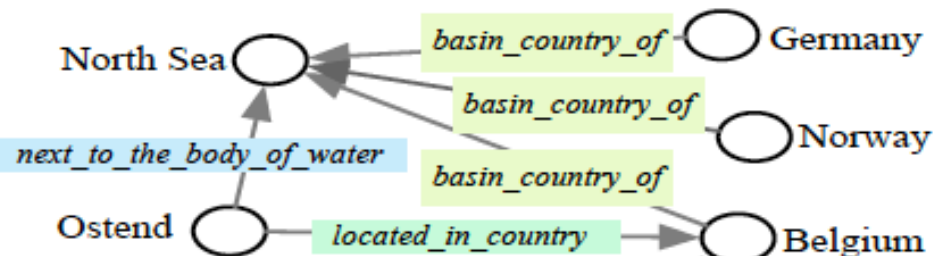 basin_country_of
Germany
North Sea
basin_country_of
Norway
next_to_the_body_of_water
basin_country_of
Ostend
located_in_country
Belgium